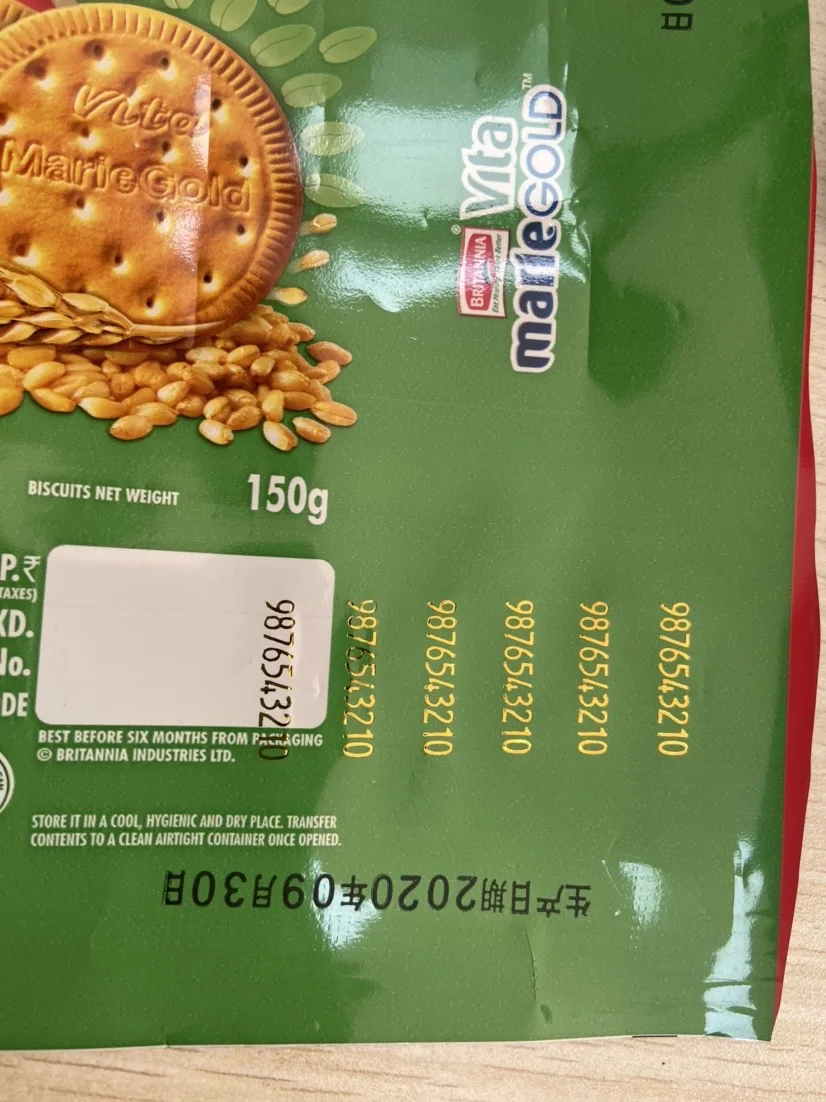 Vita
MarieGold
BRITANNIA
Vita
marieGOLD™
BISCUITS NET WEIGHT 150g
P. ₹
TAXES)
KD.
No.
DE
9876543210
9876543210
9876543210
9876543210
9876543210
9876543210
BEST BEFORE SIX MONTHS FROM PACKAGING
© BRITANNIA INDUSTRIES LTD.
STORE IT IN A COOL, HYGIENIC AND DRY PLACE. TRANSFER
CONTENTS TO A CLEAN AIRTIGHT CONTAINER ONCE OPENED.
生产日期2020年09月30日
0日